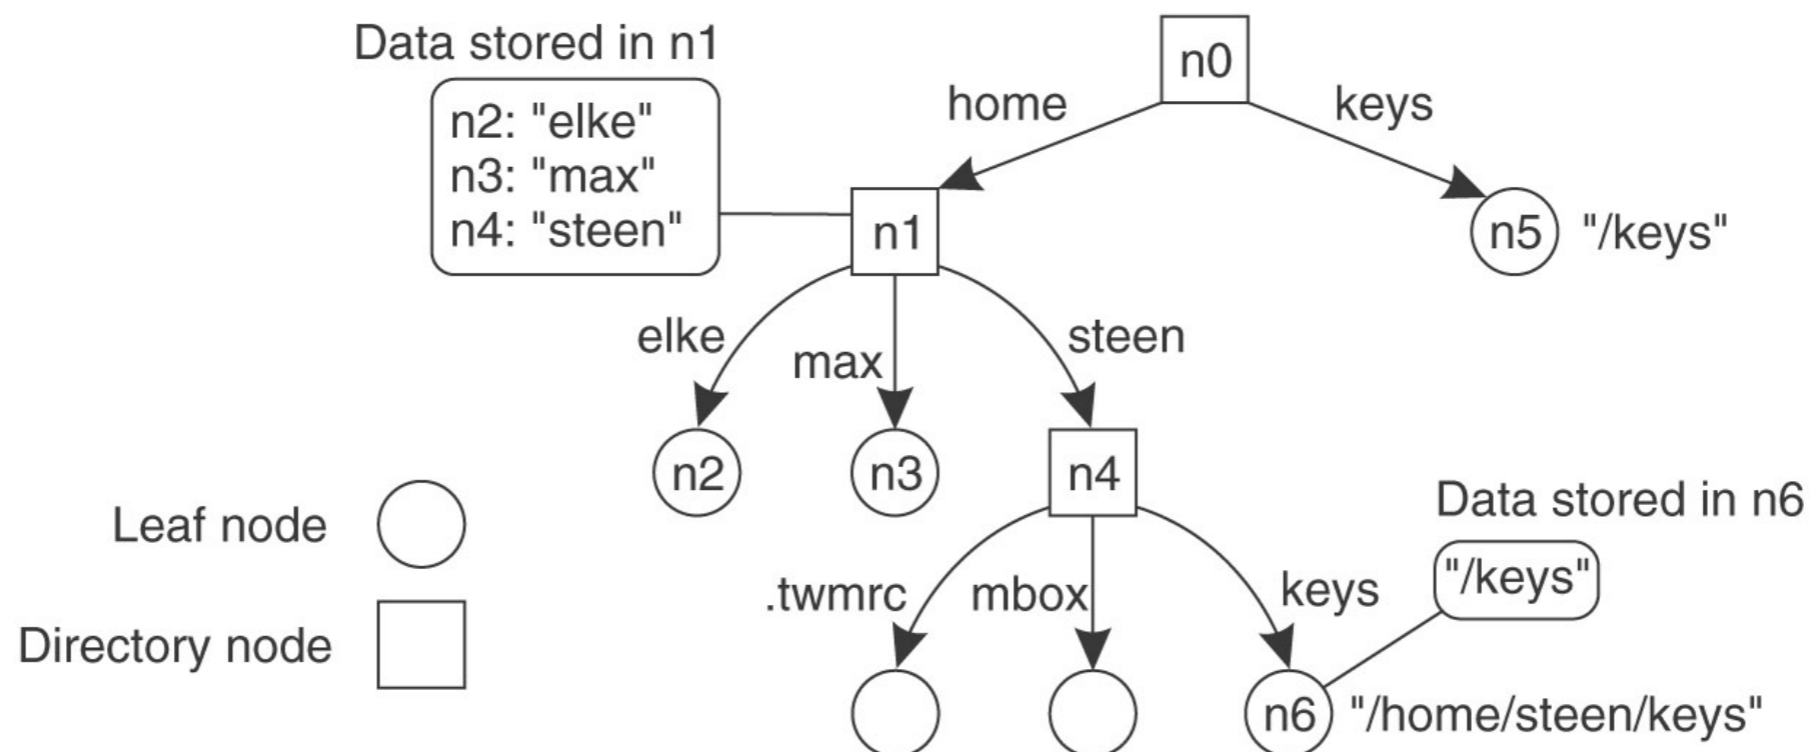 Data stored in n1
n0
home
keys
n2: "elke"
n3: "max"
n4: "steen"
n1
n5
"/keys"
elke
max
steen
n2
n3
n4
Data stored in n6
Leaf node
"/keys"
.twmrc
mbox
keys
Directory node
n6
"/home/steen/keys"